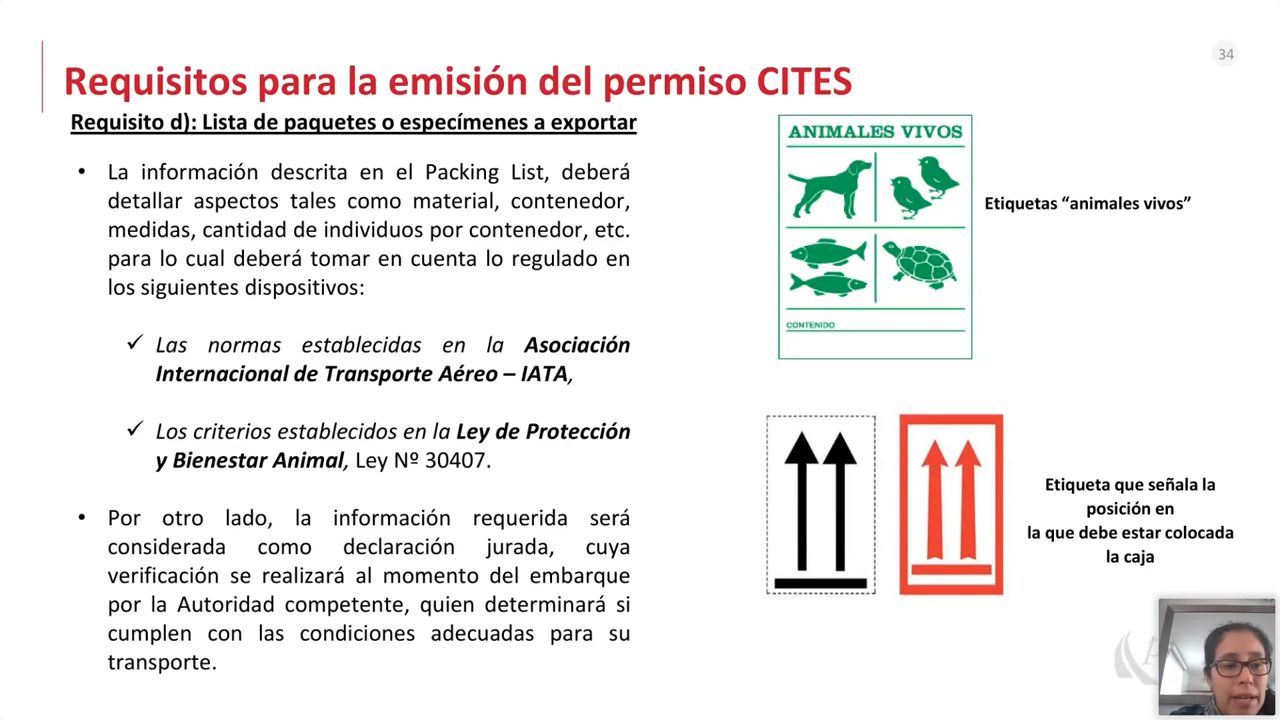 34
Requisitos para la emisión del permiso CITES
Requisito d): Lista de paquetes o especímenes a exportar
• La información descrita en el Packing List, deberá
detallar aspectos tales como material, contenedor,
medidas, cantidad de individuos por contenedor, etc.
para lo cual deberá tomar en cuenta lo regulado en
los siguientes dispositivos:
✓ Las normas establecidas en la Asociación
Internacional de Transporte Aéreo – IATA,
✓ Los criterios establecidos en la Ley de Protección
y Bienestar Animal, Ley Nº 30407.
• Por otro lado, la información requerida será
considerada como declaración jurada, cuya
verificación se realizará al momento del embarque
por la Autoridad competente, quien determinará si
cumplen con las condiciones adecuadas para su
transporte.
ANIMALES VIVOS
CONTENIDO
Etiquetas “animales vivos”
Etiqueta que señala la
posición en
la que debe estar colocada
la caja